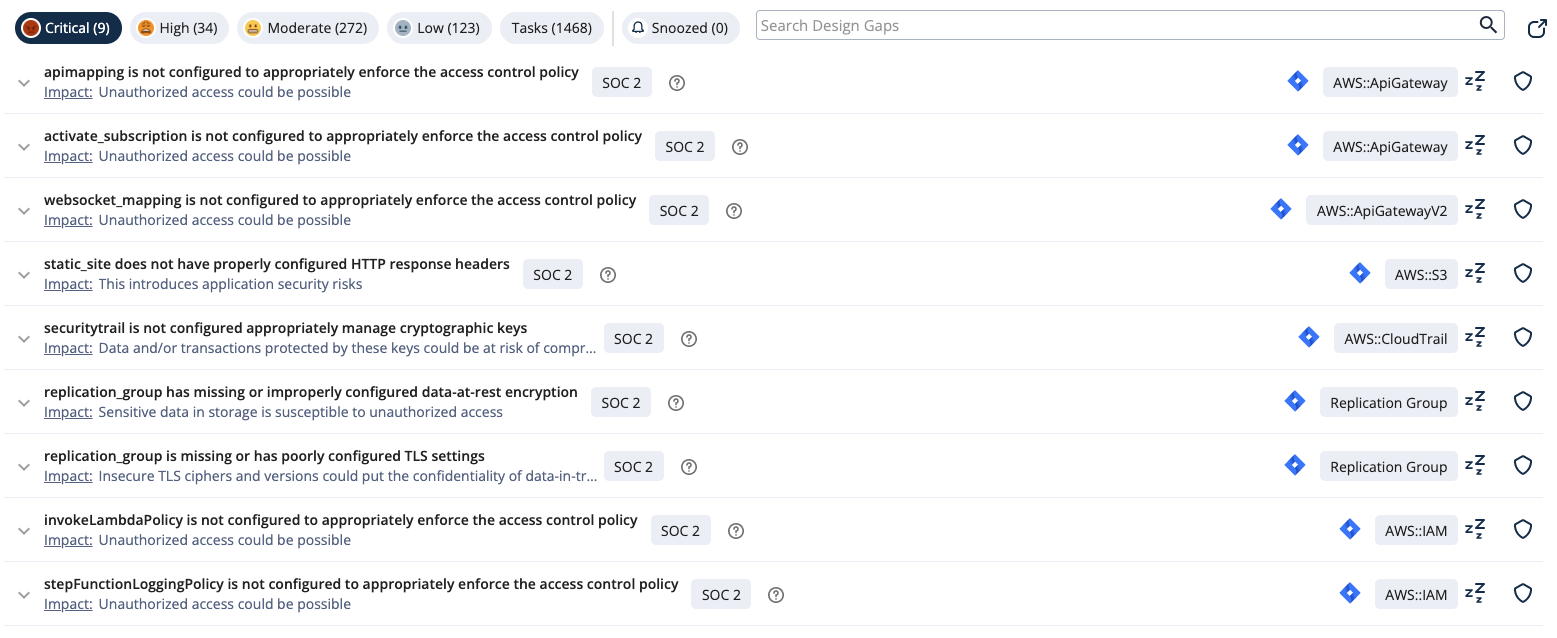 Critical (9) High (34) Moderate (272) Low (123) Tasks (1468) Snoozed (0) Search Design Gaps
apimapping is not configured to appropriately enforce the access control policy SOC 2 AWS::ApiGateway
Impact: Unauthorized access could be possible
activate_subscription is not configured to appropriately enforce the access control policy SOC 2 AWS::ApiGateway
Impact: Unauthorized access could be possible
websocket_mapping is not configured to appropriately enforce the access control policy SOC 2 AWS::ApiGatewayV2
Impact: Unauthorized access could be possible
static_site does not have properly configured HTTP response headers SOC 2 AWS::S3
Impact: This introduces application security risks
securitytrail is not configured appropriately manage cryptographic keys SOC 2 AWS::CloudTrail
Impact: Data and/or transactions protected by these keys could be at risk of compr...
replication_group has missing or improperly configured data-at-rest encryption SOC 2 Replication Group
Impact: Sensitive data in storage is susceptible to unauthorized access
replication_group is missing or has poorly configured TLS settings SOC 2 Replication Group
Impact: Insecure TLS ciphers and versions could put the confidentiality of data-in-tr...
invokeLambdaPolicy is not configured to appropriately enforce the access control policy SOC 2 AWS::IAM
Impact: Unauthorized access could be possible
stepFunctionLoggingPolicy is not configured to appropriately enforce the access control policy SOC 2 AWS::IAM
Impact: Unauthorized access could be possible